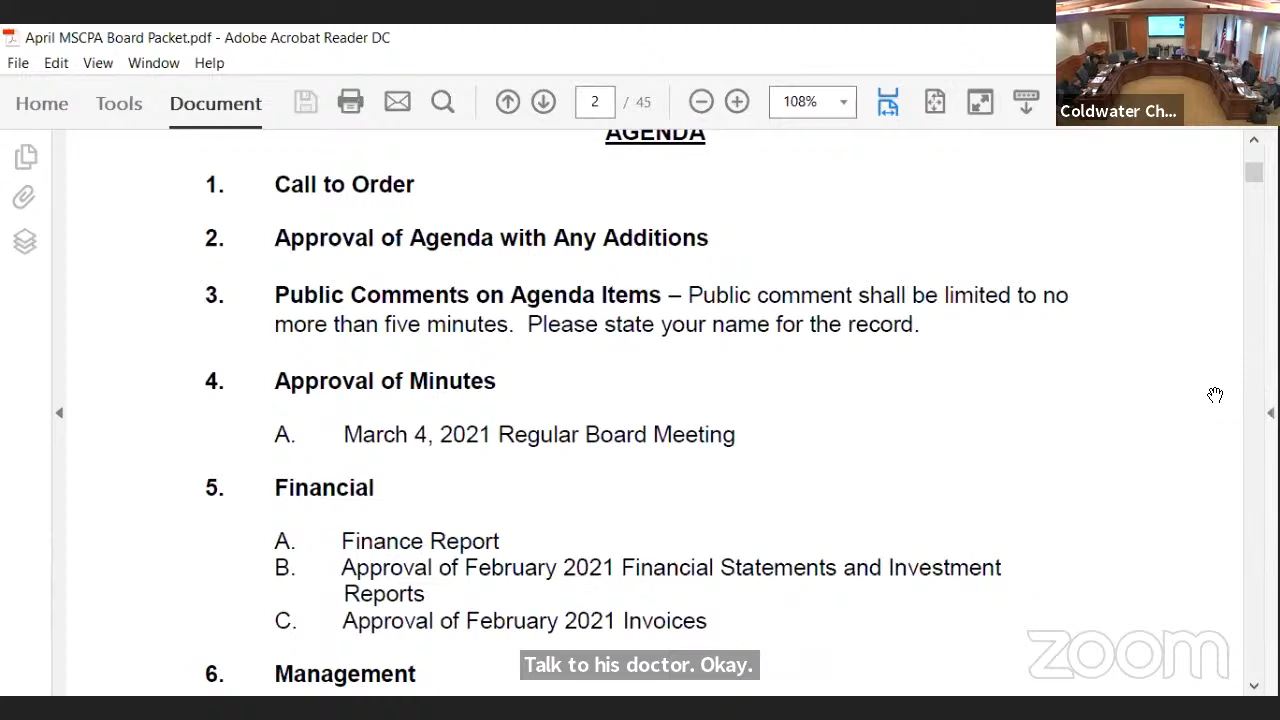 April MSCPA Board Packet.pdf - Adobe Acrobat Reader DC
File Edit View Window Help
Home Tools Document 2 / 45 108%
Coldwater Ch...
AGENDA
1. Call to Order
2. Approval of Agenda with Any Additions
3. Public Comments on Agenda Items – Public comment shall be limited to no
more than five minutes. Please state your name for the record.
4. Approval of Minutes
A. March 4, 2021 Regular Board Meeting
5. Financial
A. Finance Report
B. Approval of February 2021 Financial Statements and Investment
Reports
C. Approval of February 2021 Invoices
6. Management
Talk to his doctor. Okay.
zoom